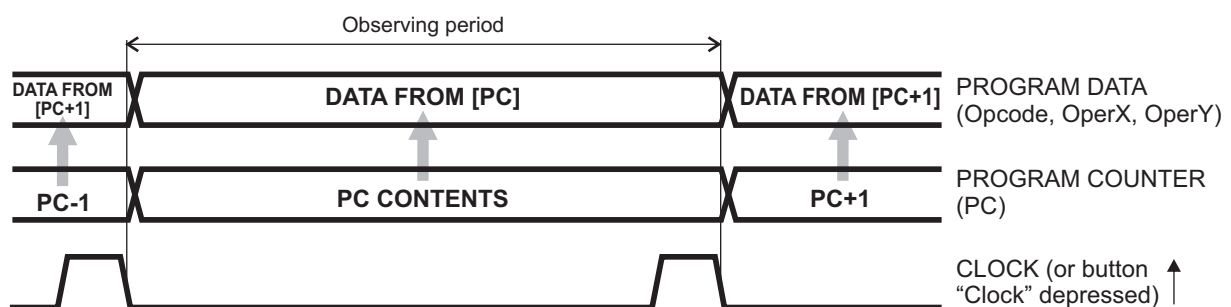 Observing period
DATA FROM
[PC+1]
DATA FROM [PC]
DATA FROM [PC+1]
PROGRAM DATA
(Opcode, OperX, OperY)
PC-1
PC CONTENTS
PC+1
PROGRAM COUNTER
(PC)
CLOCK (or button
“Clock” depressed)